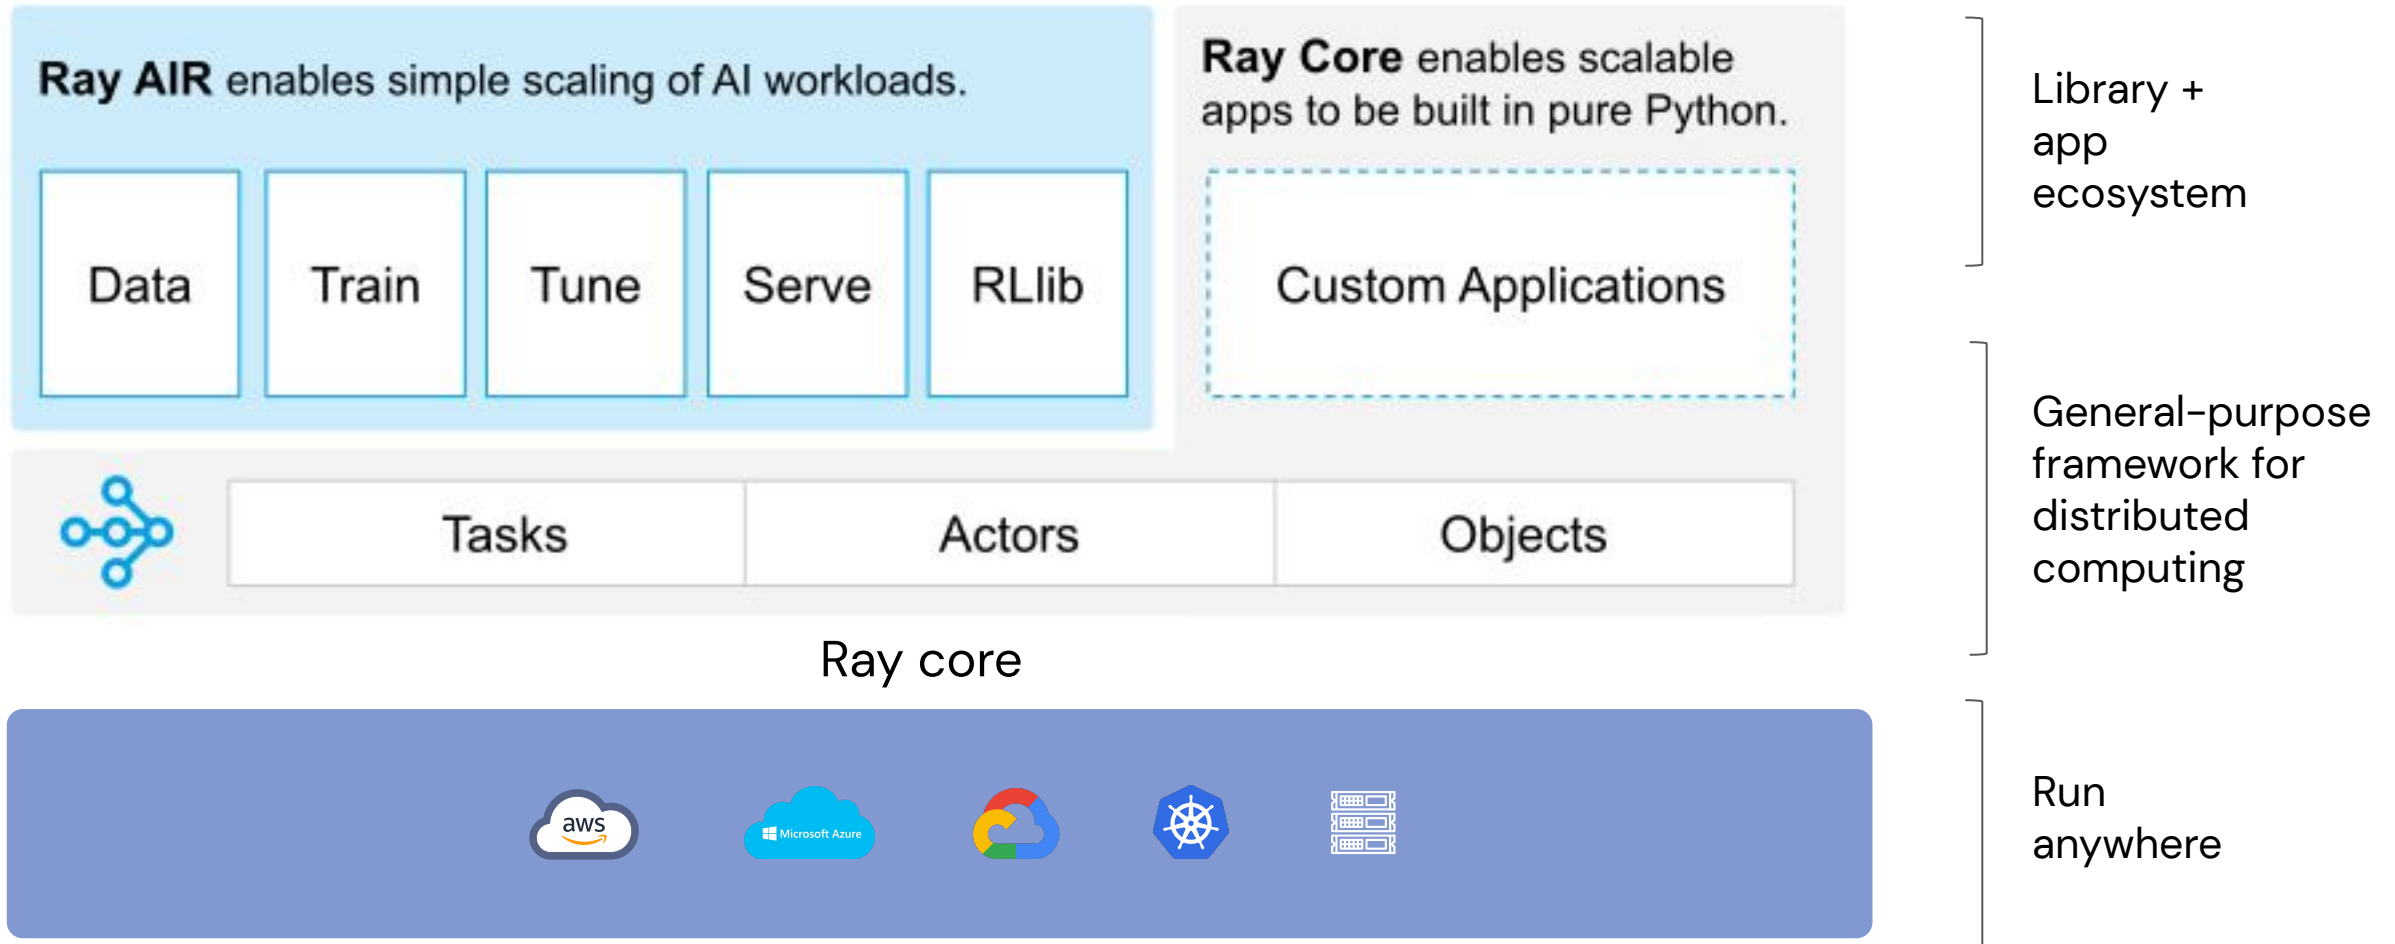 Ray AIR enables simple scaling of AI workloads.
Data
Train
Tune
Serve
RLlib
Ray Core enables scalable
apps to be built in pure Python.
Custom Applications
Tasks
Actors
Objects
Ray core
aws
Microsoft Azure
Library +
app
ecosystem
General-purpose
framework for
distributed
computing
Run
anywhere